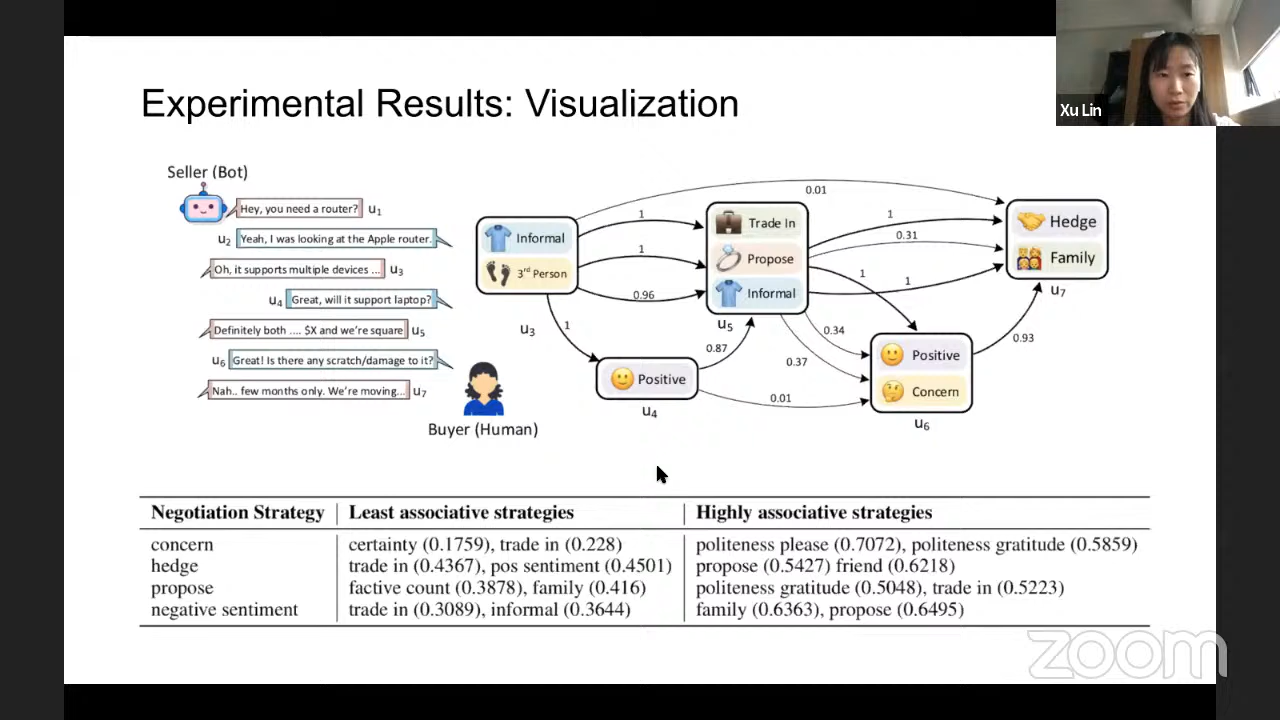 Xu Lin
Experimental Results: Visualization
Seller (Bot)
Hey, you need a router? u1
u2 Yeah, I was looking at the Apple router.
Oh, it supports multiple devices ... u3
u4 Great, will it support laptop?
Definitely both .... $X and we're square u5
u6 Great! Is there any scratch/damage to it?
Nah.. few months only. We're moving... u7
Buyer (Human)
Informal
3rd Person
u3
1
1
0.96
1
0.01
Positive
u4
0.87
0.01
Trade In
Propose
Informal
u5
1
0.31
1
1
0.34
0.37
Positive
Concern
u6
0.93
Hedge
Family
u7
Negotiation Strategy Least associative strategies Highly associative strategies
concern certainty (0.1759), trade in (0.228) politeness please (0.7072), politeness gratitude (0.5859)
hedge trade in (0.4367), pos sentiment (0.4501) propose (0.5427) friend (0.6218)
propose factive count (0.3878), family (0.416) politeness gratitude (0.5048), trade in (0.5223)
negative sentiment trade in (0.3089), informal (0.3644) family (0.6363), propose (0.6495)
zoom